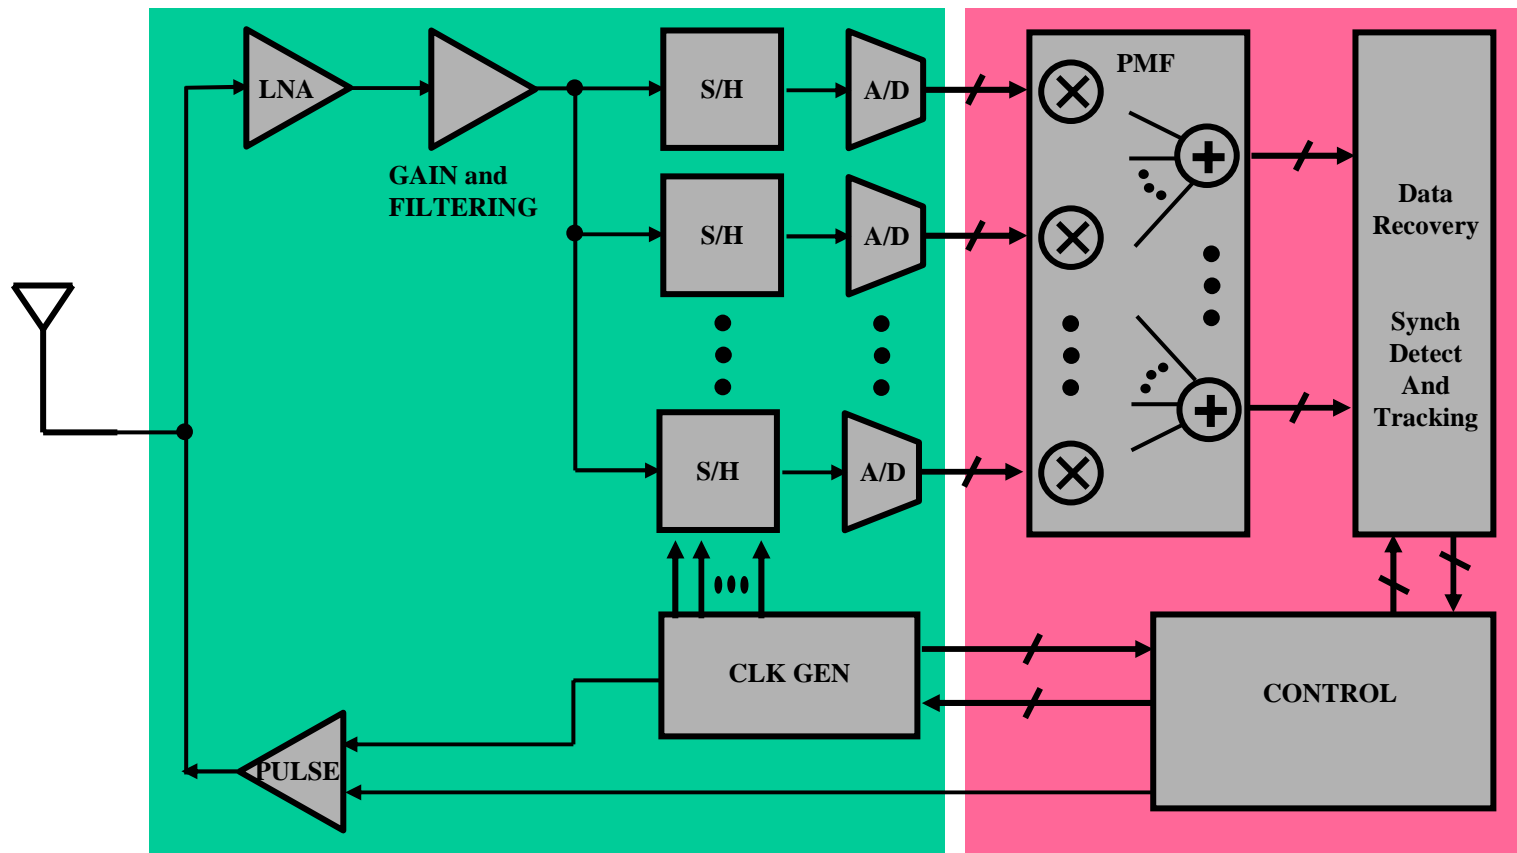 LNA
GAIN and
FILTERING
S/H
A/D
S/H
A/D
S/H
A/D
PMF
Data
Recovery
Synch
Detect
And
Tracking
CLK GEN
CONTROL
PULSE